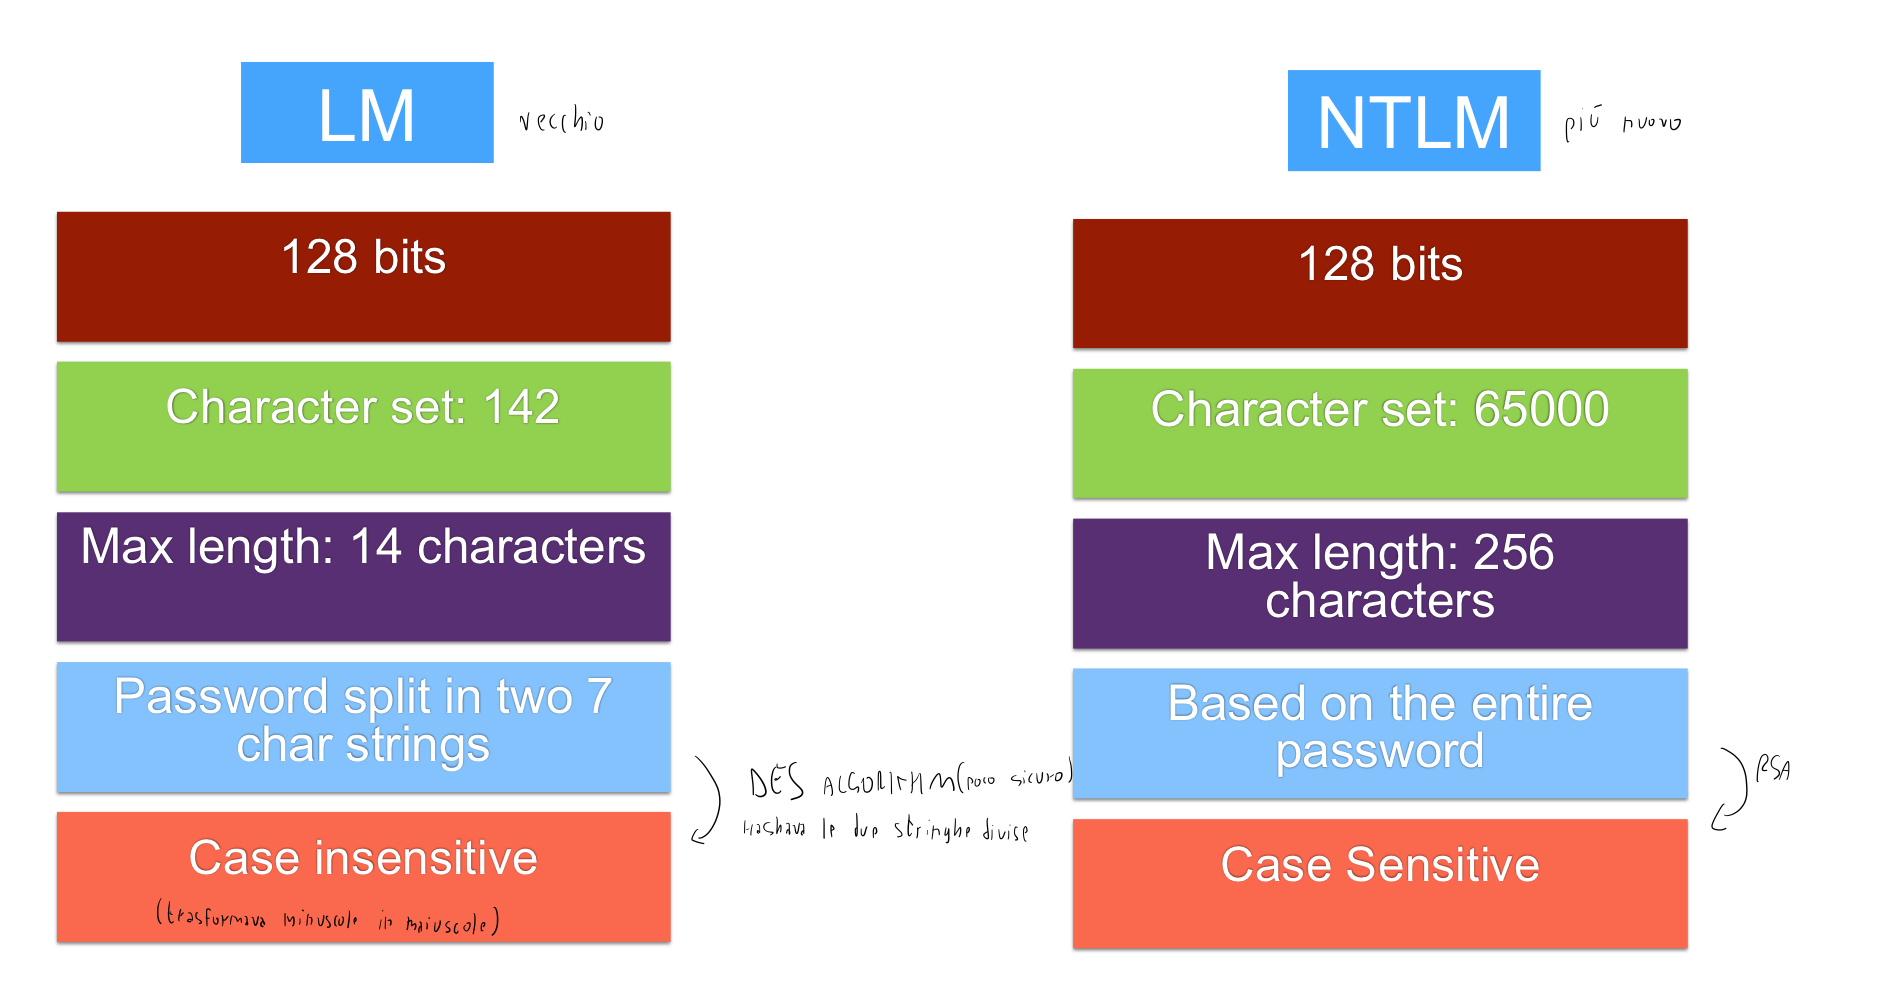 LM
vecchio
128 bits
Character set: 142
Max length: 14 characters
Password split in two 7
char strings
DES ALGORITHM (poco sicuro)
Hashava le due stringhe divise
Case insensitive
(trasformava minuscole in maiuscole)
NTLM
più nuovo
128 bits
Character set: 65000
Max length: 256
characters
Based on the entire
password
RSA
Case Sensitive